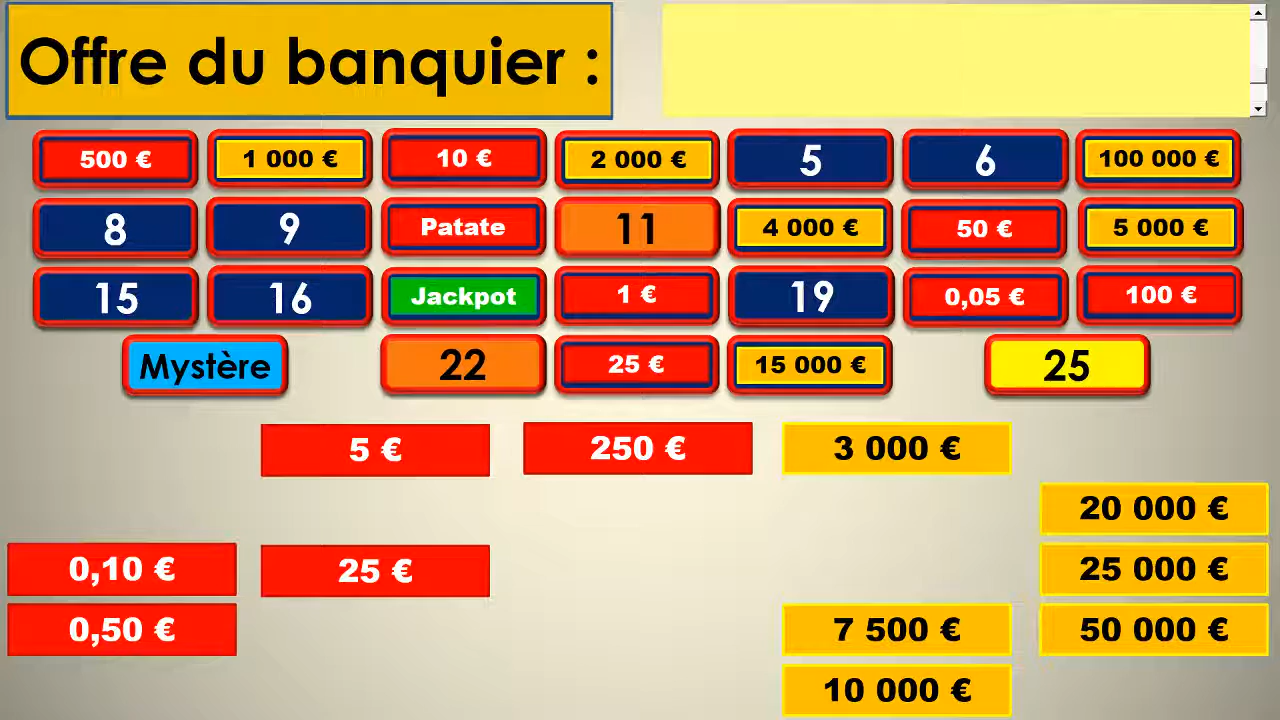 Offre du banquier :
500 € 1 000 € 10 € 2 000 € 5 6 100 000 €
8 9 Patate 11 4 000 € 50 € 5 000 €
15 16 Jackpot 1 € 19 0,05 € 100 €
Mystère 22 25 € 15 000 € 25
5 € 250 € 3 000 €
20 000 €
0,10 € 25 € 25 000 €
0,50 € 7 500 € 50 000 €
10 000 €